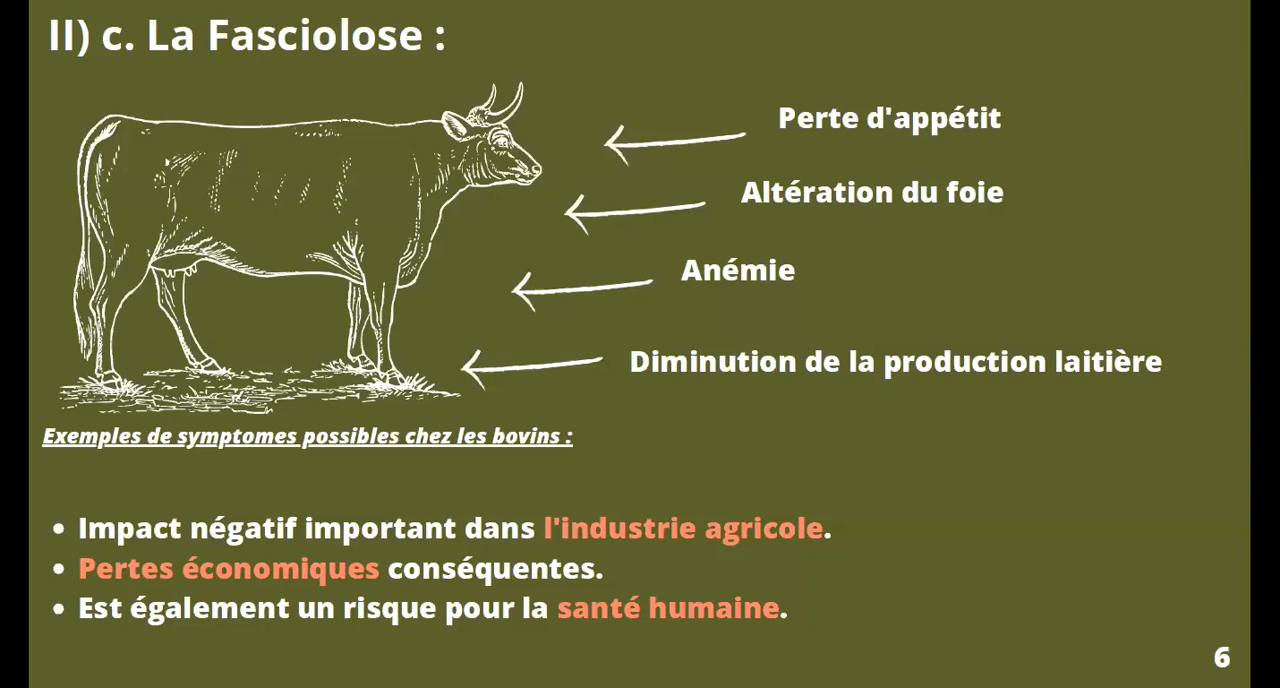 II) c. La Fasciolose :
Perte d'appétit
Altération du foie
Anémie
Diminution de la production laitière
Exemples de symptomes possibles chez les bovins :
• Impact négatif important dans l'industrie agricole.
• Pertes économiques conséquentes.
• Est également un risque pour la santé humaine.
6